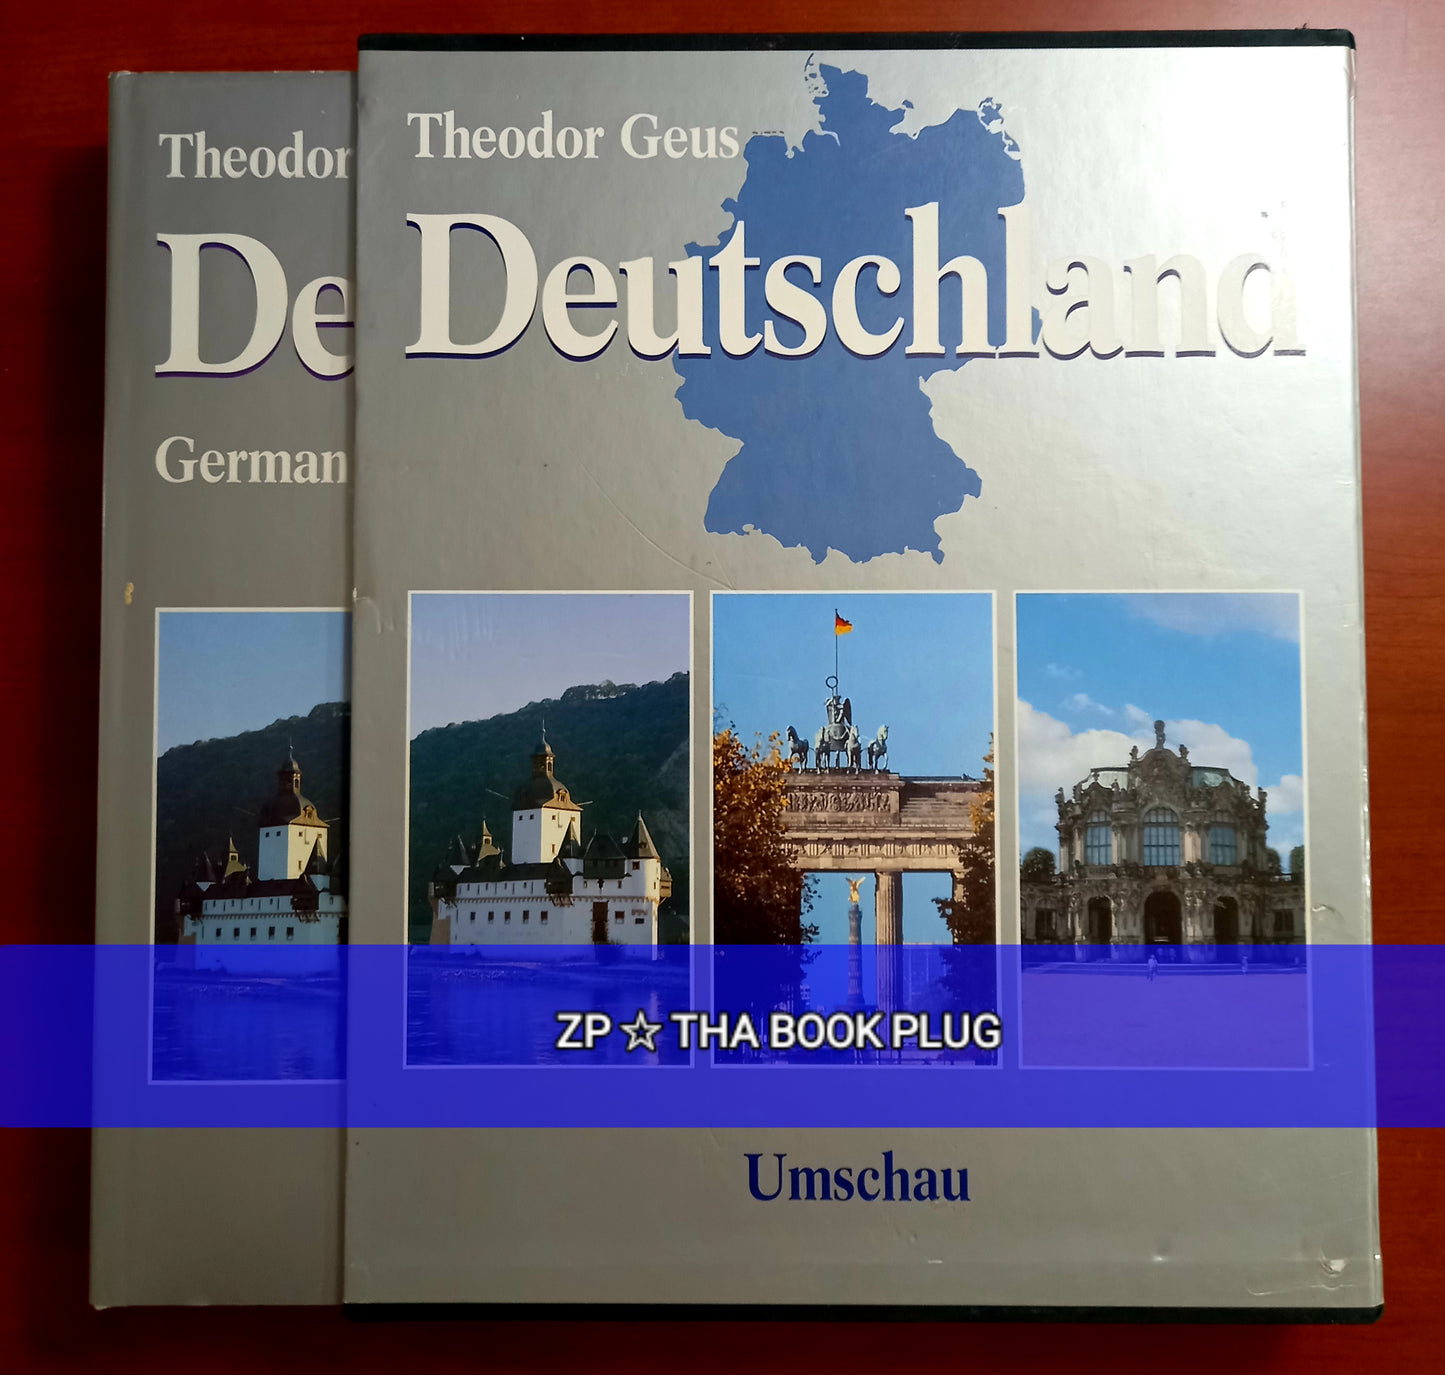 Theodor
De
German
Theodor Geus
Deutschland
ZP ☆ THA BOOK PLUG
Umschau